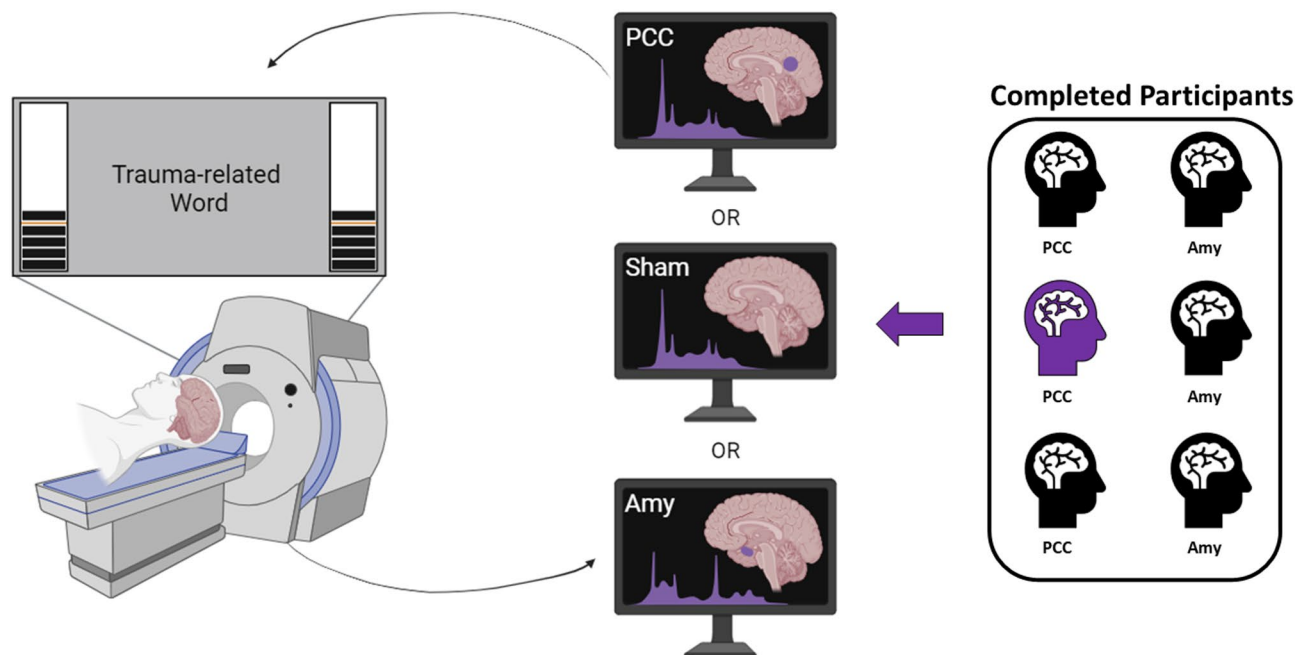 PCC
Trauma-related
Word
OR
Sham
OR
Amy
Completed Participants
PCC
Amy
PCC
Amy
PCC
Amy